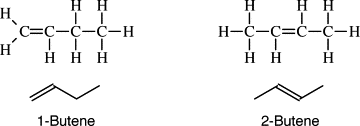 H H H
C=C–C–C–H
H H H H
H H
H–C–C=C–C–H
H H H H
1-Butene
2-Butene